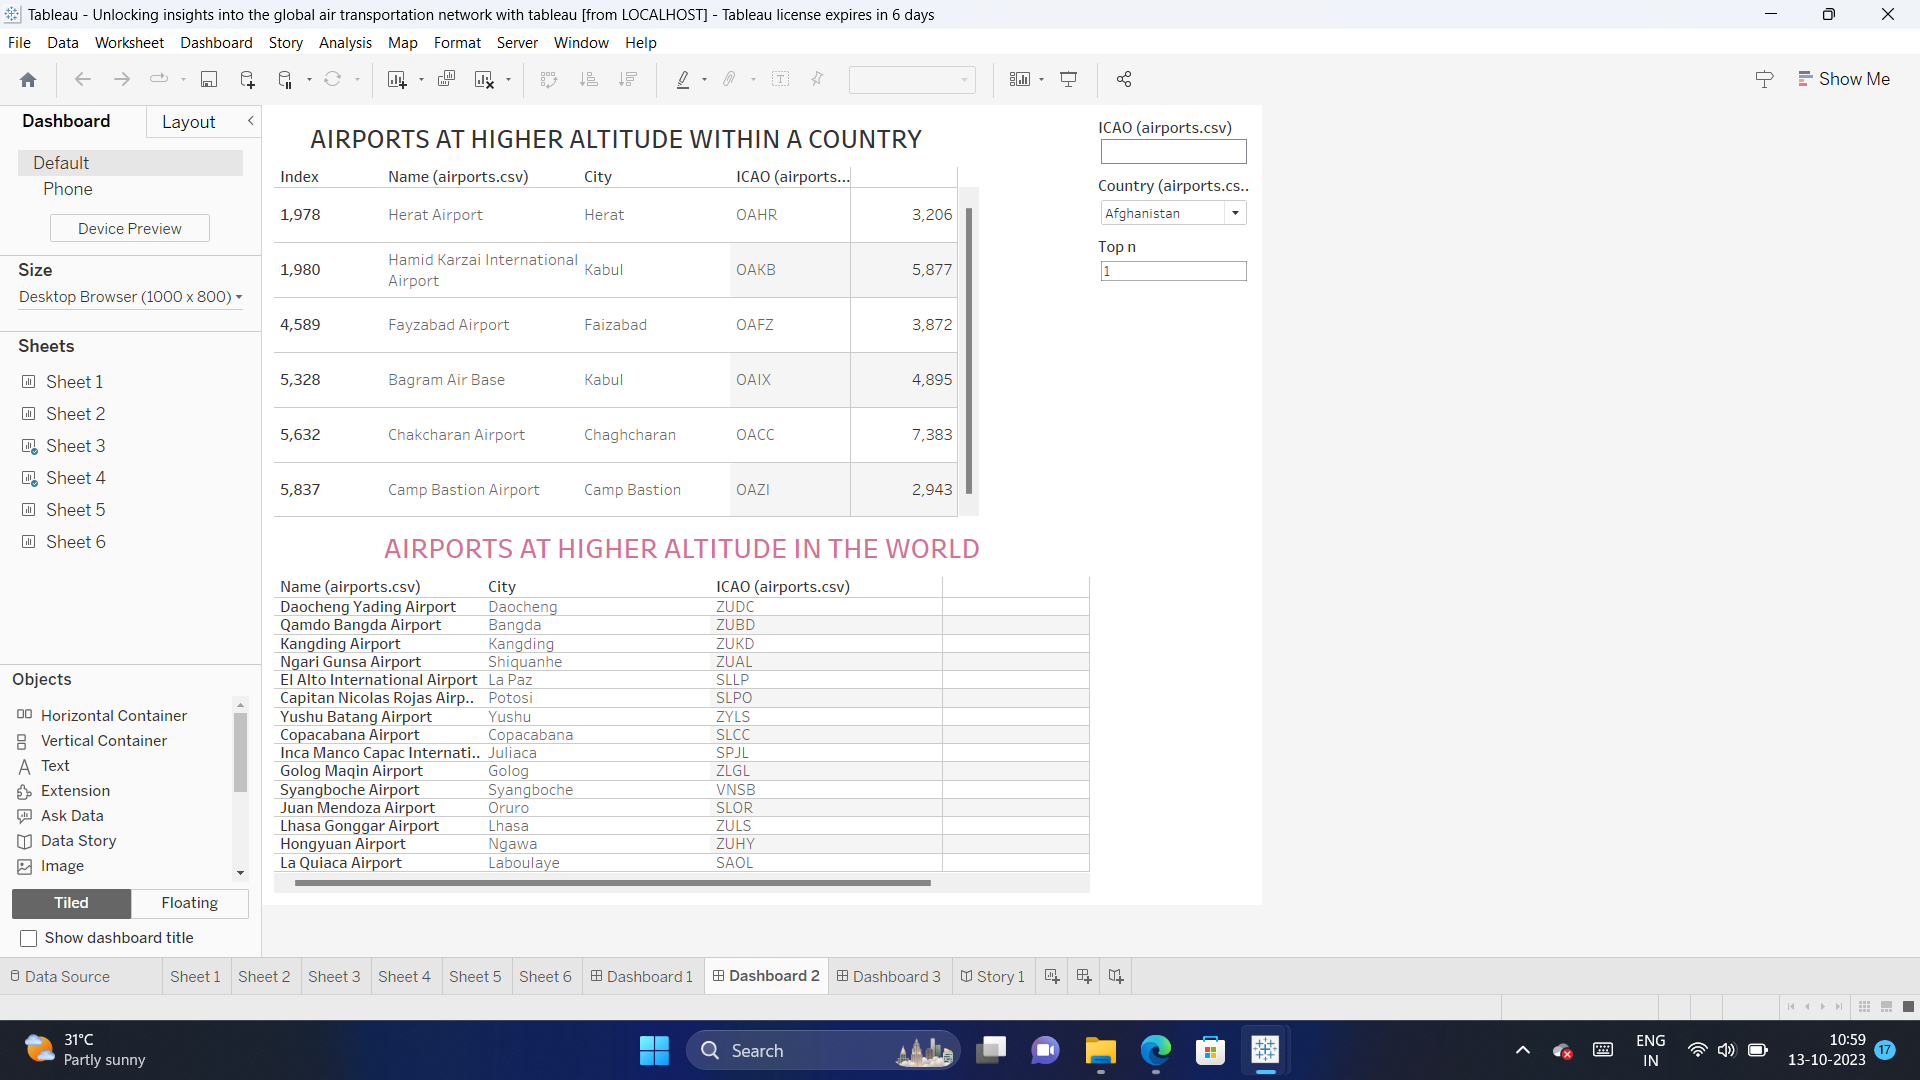 Tableau - Unlocking insights into the global air transportation network with tableau [from LOCALHOST] - Tableau license expires in 6 days
File Data Worksheet Dashboard Story Analysis Map Format Server Window Help
Show Me
Dashboard Layout
Default
Phone
Device Preview
Size
Desktop Browser (1000 x 800)
Sheets
Sheet 1
Sheet 2
Sheet 3
Sheet 4
Sheet 5
Sheet 6
Objects
Horizontal Container
Vertical Container
Text
Extension
Ask Data
Data Story
Image
Tiled Floating
Show dashboard title
AIRPORTS AT HIGHER ALTITUDE WITHIN A COUNTRY
Index Name (airports.csv) City ICAO (airports...
1,978 Herat Airport Herat OAHR 3,206
1,980 Hamid Karzai International Airport Kabul OAKB 5,877
4,589 Fayzabad Airport Faizabad OAFZ 3,872
5,328 Bagram Air Base Kabul OAIX 4,895
5,632 Chakcharan Airport Chaghcharan OACC 7,383
5,837 Camp Bastion Airport Camp Bastion OAZI 2,943
AIRPORTS AT HIGHER ALTITUDE IN THE WORLD
Name (airports.csv) City ICAO (airports.csv)
Daocheng Yading Airport Daocheng ZUDC
Qamdo Bangda Airport Bangda ZUBD
Kangding Airport Kangding ZUKD
Ngari Gunsa Airport Shiquanhe ZUAL
El Alto International Airport La Paz SLLP
Capitan Nicolas Rojas Airp.. Potosi SLPO
Yushu Batang Airport Yushu ZYLS
Copacabana Airport Copacabana SLCC
Inca Manco Capac Internati.. Juliaca SPJL
Golog Maqin Airport Golog ZLGL
Syangboche Airport Syangboche VNSB
Juan Mendoza Airport Oruro SLOR
Lhasa Gonggar Airport Lhasa ZULS
Hongyuan Airport Ngawa ZUHY
La Quiaca Airport Laboulaye SAOL
ICAO (airports.csv)
Country (airports.cs..
Afghanistan
Top n
1
Data Source Sheet 1 Sheet 2 Sheet 3 Sheet 4 Sheet 5 Sheet 6 Dashboard 1 Dashboard 2 Dashboard 3 Story 1
31°C
Partly sunny
Search
ENG
IN
10:59
13-10-2023
17